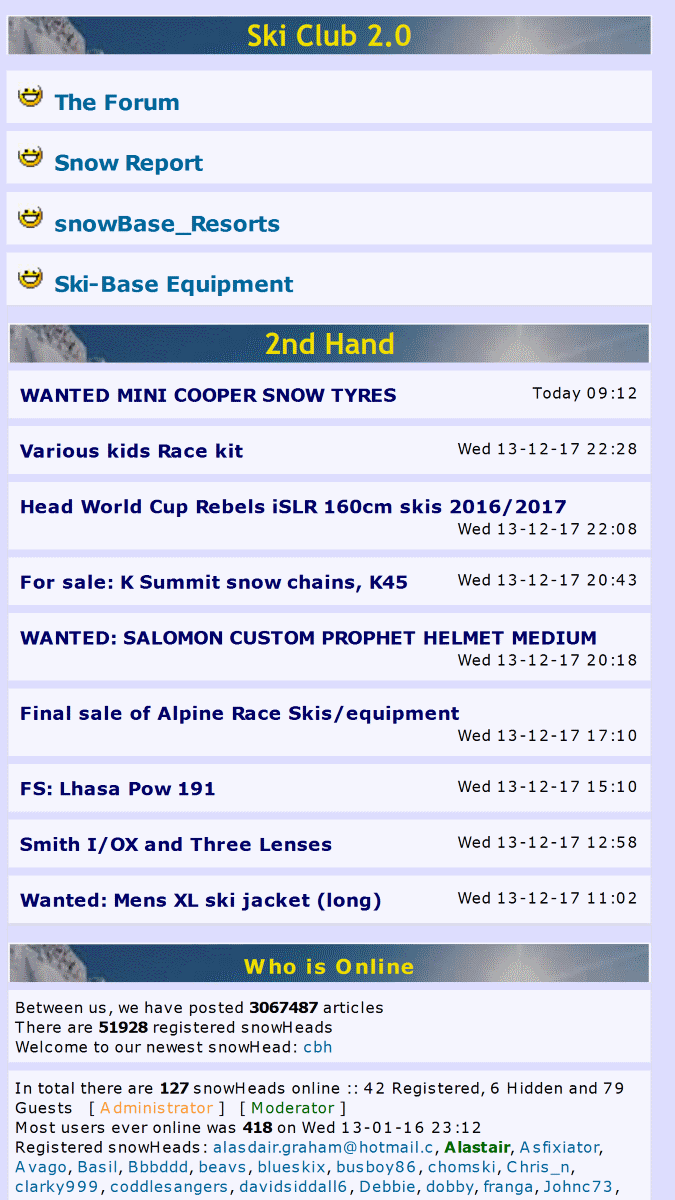 Ski Club 2.0
The Forum
Snow Report
snowBase_Resorts
Ski-Base Equipment
2nd Hand
WANTED MINI COOPER SNOW TYRES Today 09:12
Various kids Race kit Wed 13-12-17 22:28
Head World Cup Rebels iSLR 160cm skis 2016/2017
Wed 13-12-17 22:08
For sale: K Summit snow chains, K45 Wed 13-12-17 20:43
WANTED: SALOMON CUSTOM PROPHET HELMET MEDIUM
Wed 13-12-17 20:18
Final sale of Alpine Race Skis/equipment
Wed 13-12-17 17:10
FS: Lhasa Pow 191 Wed 13-12-17 15:10
Smith I/OX and Three Lenses Wed 13-12-17 12:58
Wanted: Mens XL ski jacket (long) Wed 13-12-17 11:02
Who is Online
Between us, we have posted 3067487 articles
There are 51928 registered snowHeads
Welcome to our newest snowHead: cbh
In total there are 127 snowHeads online :: 42 Registered, 6 Hidden and 79
Guests [ Administrator ] [ Moderator ]
Most users ever online was 418 on Wed 13-01-16 23:12
Registered snowHeads: alasdair.graham@hotmail.c, Alastair, Asfixiator,
Avago, Basil, Bbbddd, beavs, blueskix, busboy86, chomski, Chris_n,
clarky999, coddlesangers, davidsiddall6, Debbie, dobby, franga, Johnc73,